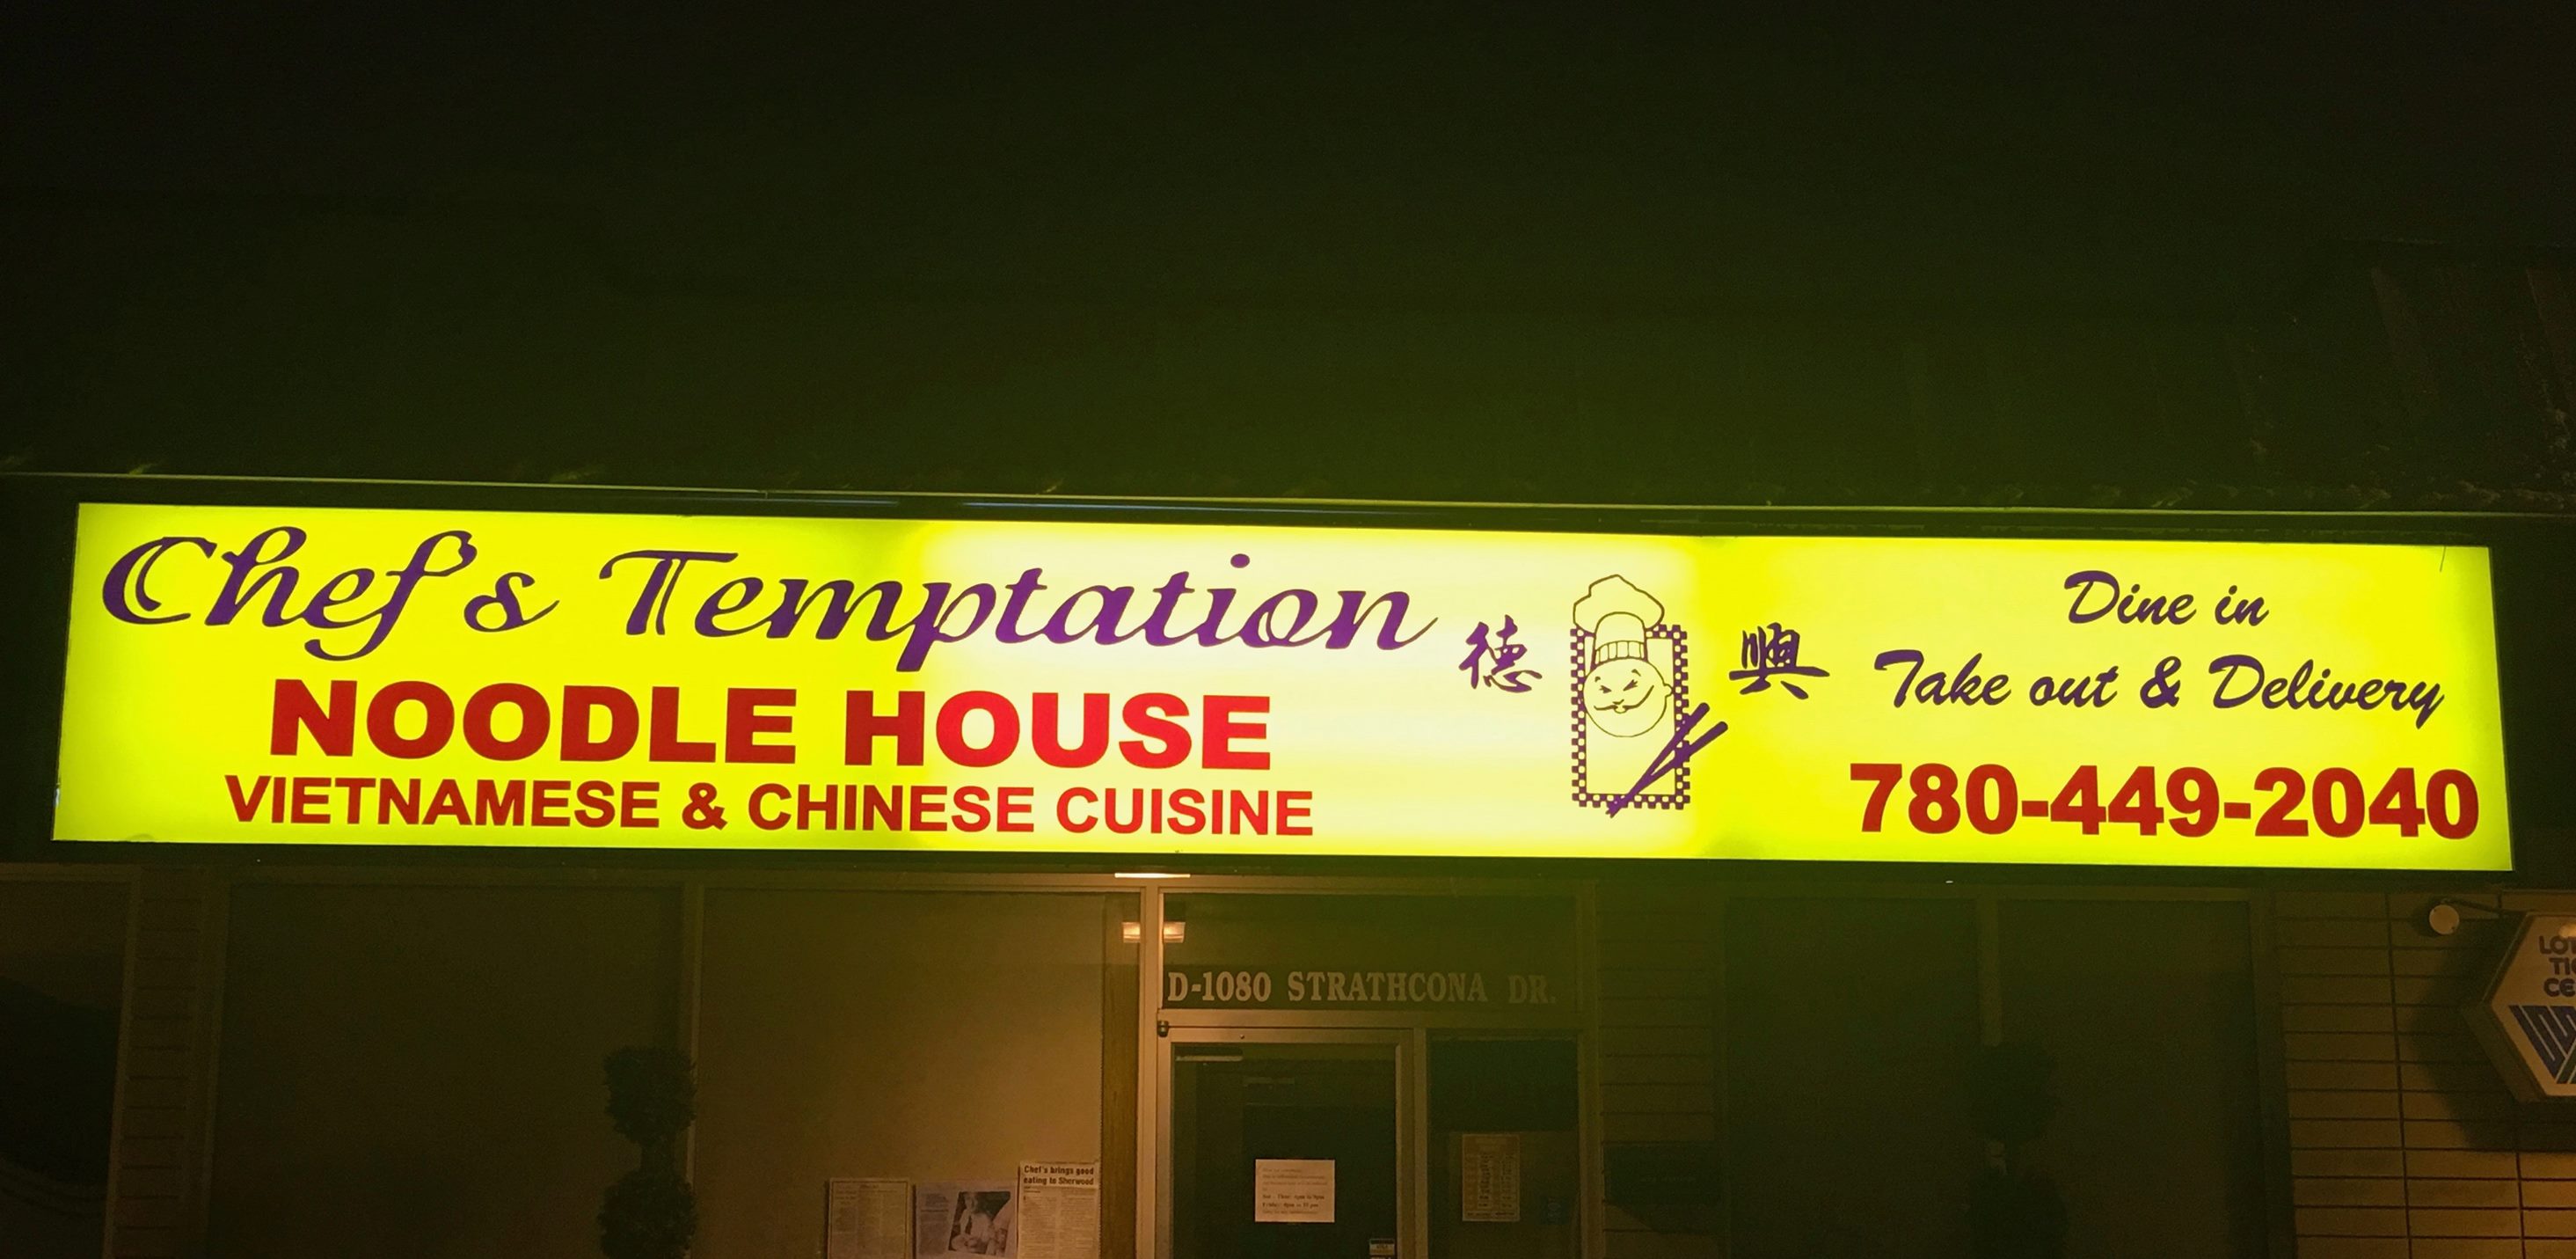 Chef's Temptation
NOODLE HOUSE
VIETNAMESE & CHINESE CUISINE
德 興
Dine in
Take out & Delivery
780-449-2040
D-1080 STRATHCONA DR.
Chef's brings good
eating to Sherwood